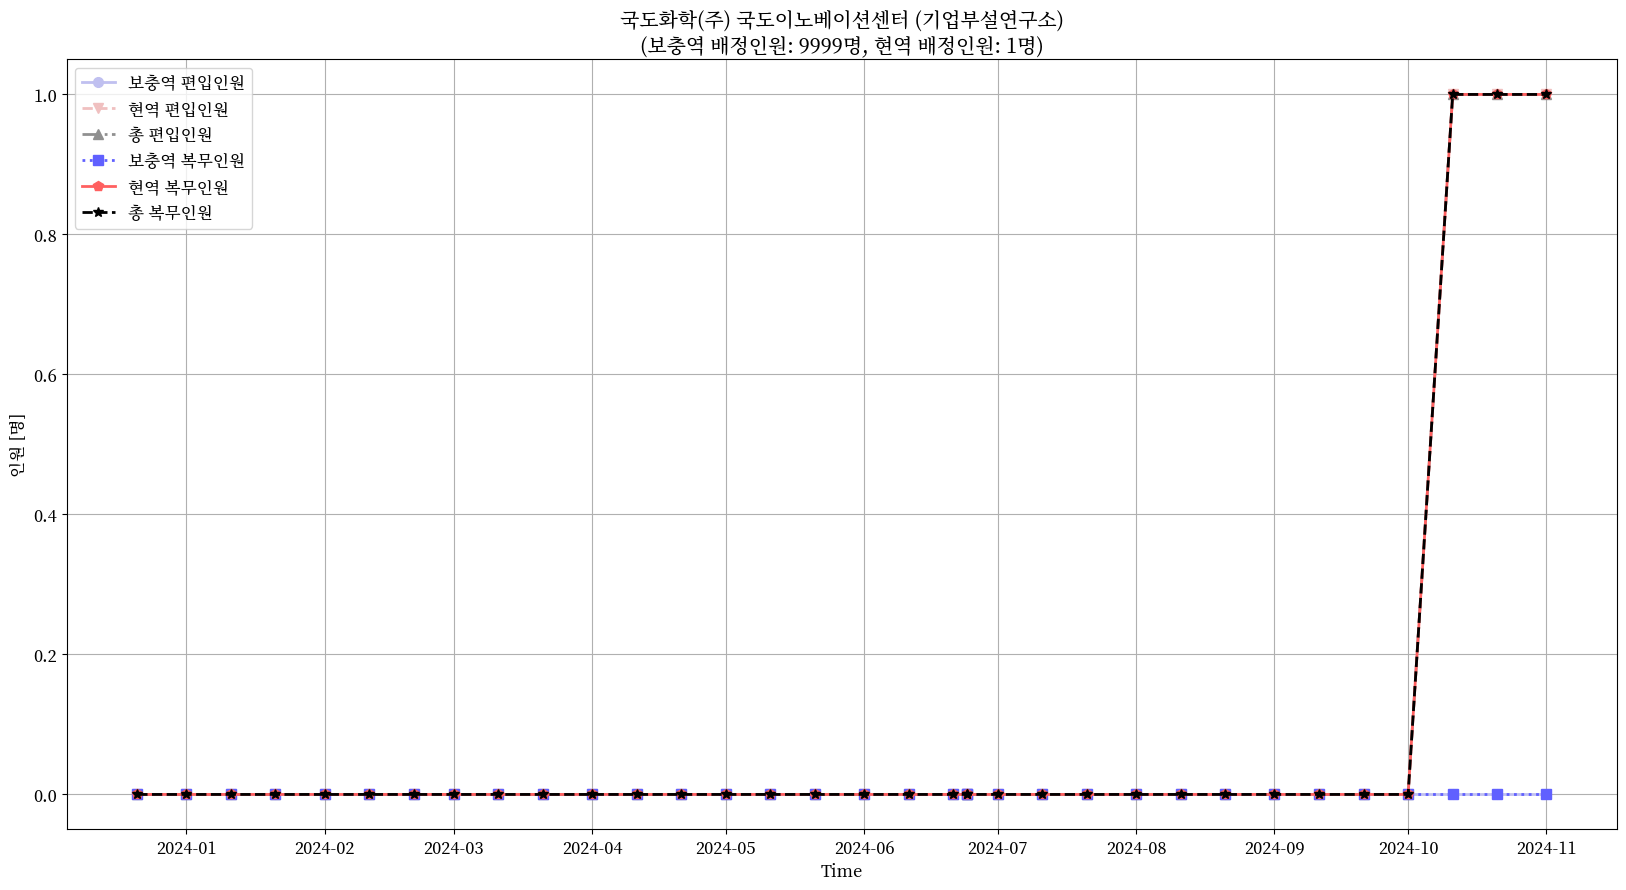 국도화학(주) 국도이노베이션센터 (기업부설연구소)
(보충역 배정인원: 9999명, 현역 배정인원: 1명)
보충역 편입인원
현역 편입인원
총 편입인원
보충역 복무인원
현역 복무인원
총 복무인원
1.0
0.8
0.6
0.4
0.2
0.0
인원 [명]
2024-01
2024-02
2024-03
2024-04
2024-05
2024-06
2024-07
2024-08
2024-09
2024-10
2024-11
Time